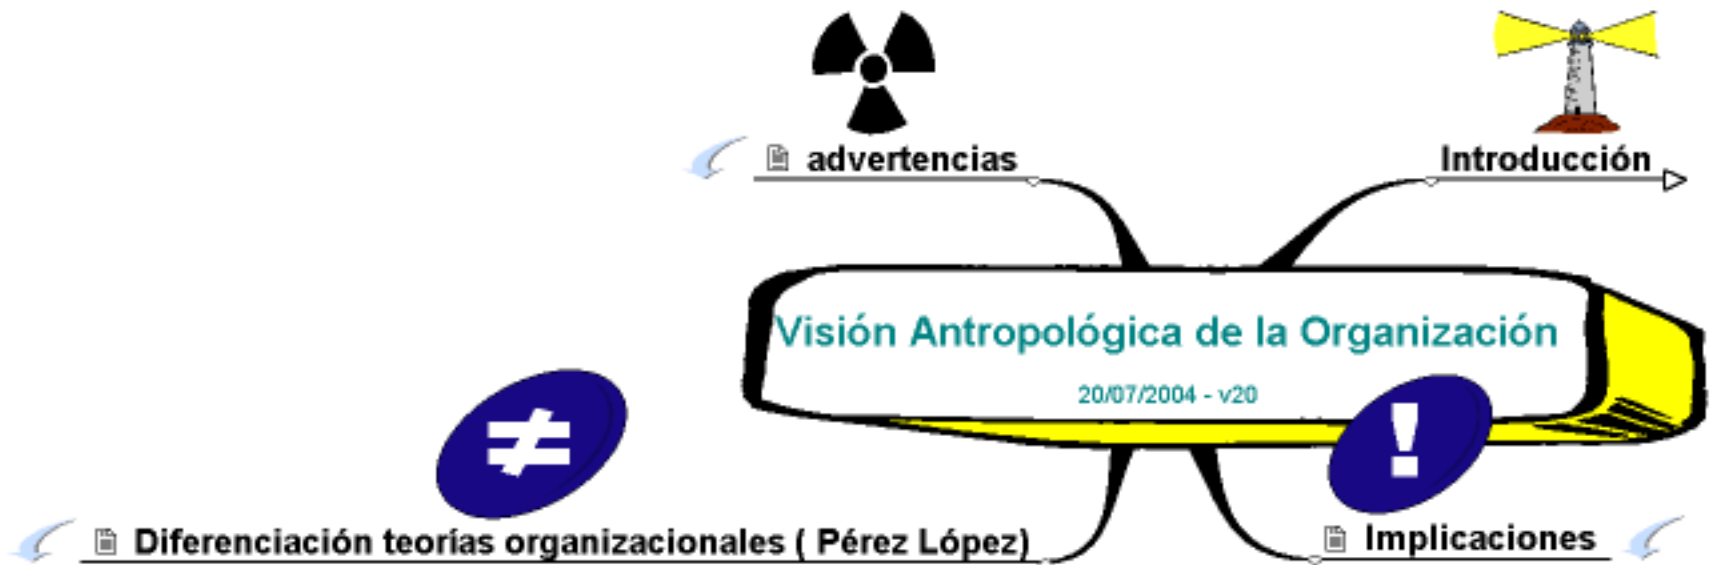 advertencias
Introducción
Visión Antropológica de la Organización
20/07/2004 - v20
≠
!
Diferenciación teorías organizacionales ( Pérez López)
Implicaciones